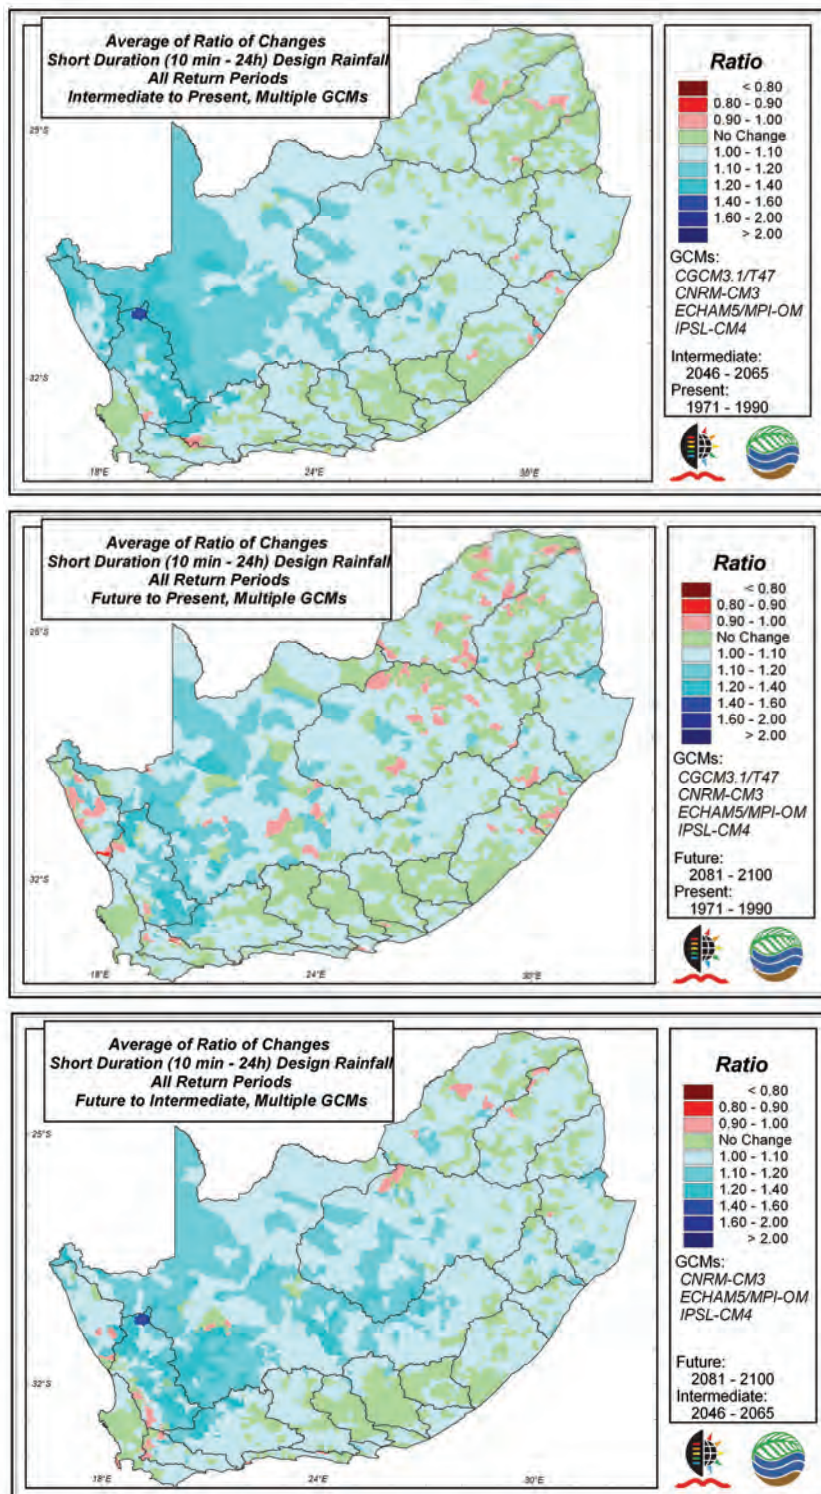 Average of Ratio of Changes
Short Duration (10 min - 24h) Design Rainfall
All Return Periods
Intermediate to Present, Multiple GCMs
25°S
32°S
18°E
24°E
30°E
Ratio
< 0.80
0.80 - 0.90
0.90 - 1.00
No Change
1.00 - 1.10
1.10 - 1.20
1.20 - 1.40
1.40 - 1.60
1.60 - 2.00
> 2.00
GCMs:
CGCM3.1/T47
CNRM-CM3
ECHAM5/MPI-OM
IPSL-CM4
Intermediate:
2046 - 2065
Present:
1971 - 1990
Average of Ratio of Changes
Short Duration (10 min - 24h) Design Rainfall
All Return Periods
Future to Present, Multiple GCMs
32°S
18°E
24°E
30°E
Ratio
< 0.80
0.80 - 0.90
0.90 - 1.00
No Change
1.00 - 1.10
1.10 - 1.20
1.20 - 1.40
1.40 - 1.60
1.60 - 2.00
> 2.00
GCMs:
CGCM3.1/T47
CNRM-CM3
ECHAM5/MPI-OM
IPSL-CM4
Future:
2081 - 2100
Present:
1971 - 1990
Average of Ratio of Changes
Short Duration (10 min - 24h) Design Rainfall
All Return Periods
Future to Intermediate, Multiple GCMs
25°S
32°S
18°E
24°E
30°E
Ratio
< 0.80
0.80 - 0.90
0.90 - 1.00
No Change
1.00 - 1.10
1.10 - 1.20
1.20 - 1.40
1.40 - 1.60
1.60 - 2.00
> 2.00
GCMs:
CNRM-CM3
ECHAM5/MPI-OM
IPSL-CM4
Future:
2081 - 2100
Intermediate:
2046 - 2065